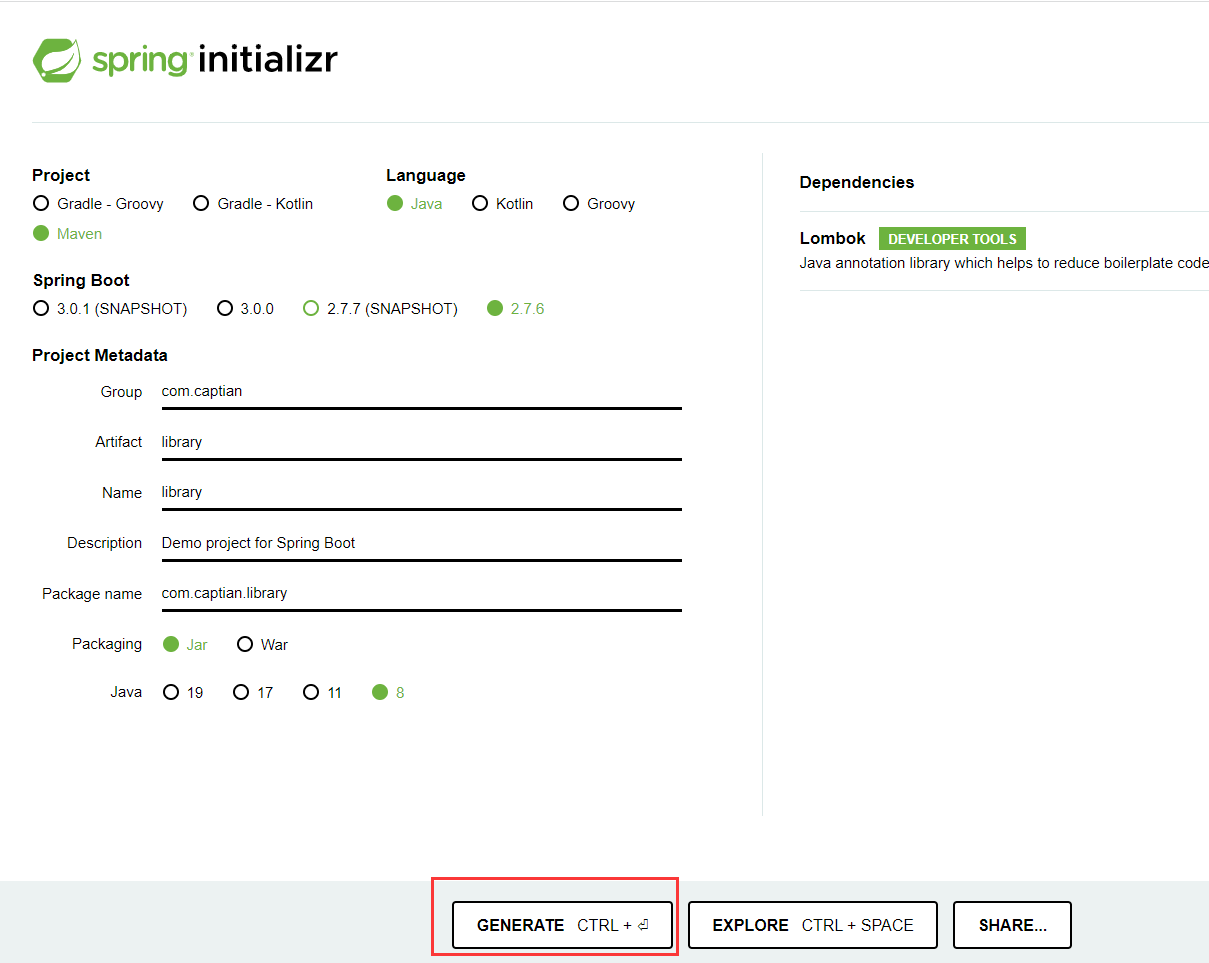 spring initializr
Project
Gradle - Groovy Gradle - Kotlin
Maven
Language
Java Kotlin Groovy
Spring Boot
3.0.1 (SNAPSHOT) 3.0.0 2.7.7 (SNAPSHOT) 2.7.6
Project Metadata
Group com.captian
Artifact library
Name library
Description Demo project for Spring Boot
Package name com.captian.library
Packaging Jar War
Java 19 17 11 8
Dependencies
Lombok DEVELOPER TOOLS
Java annotation library which helps to reduce boilerplate code
GENERATE CTRL + ⏎ EXPLORE CTRL + SPACE SHARE...